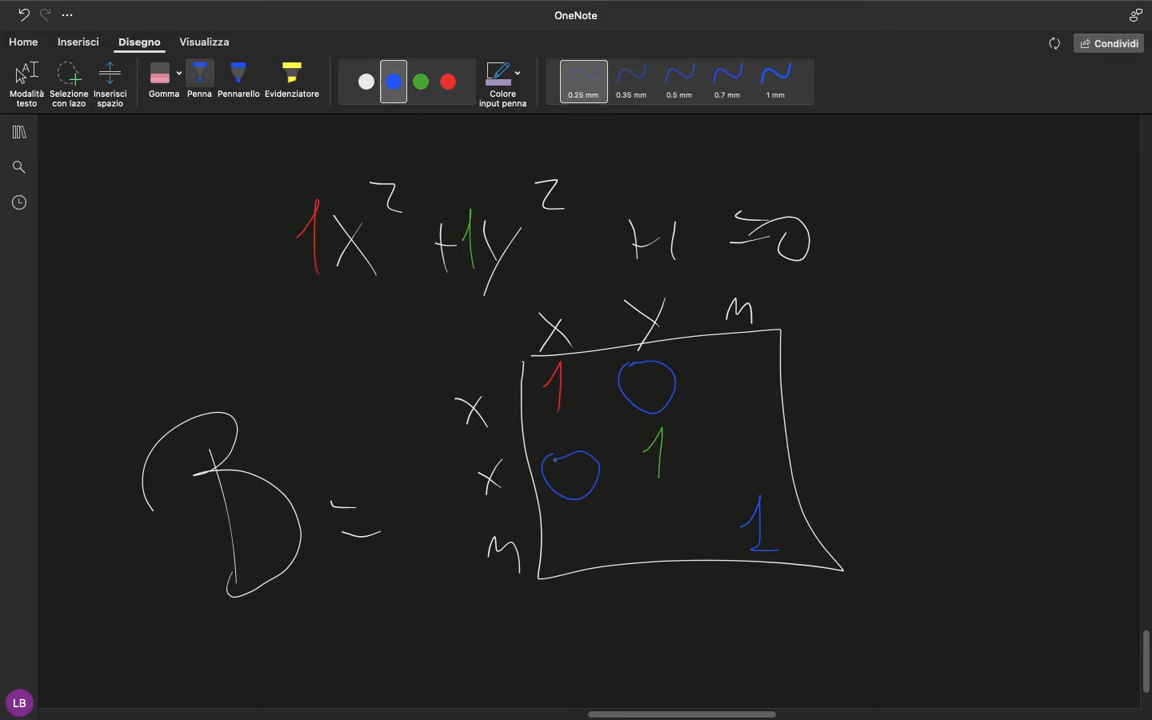 OneNote
Home Inserisci Disegno Visualizza
Condividi
Modalità testo
Selezione con lazo
Inserisci spazio
Gomma
Penna
Pennarello
Evidenziatore
Colore input penna
0.25 mm 0.35 mm 0.5 mm 0.7 mm 1 mm
1x² +1y² +1 = 0
x y m
x 1 0
x 0 1
B =
m 1
LB